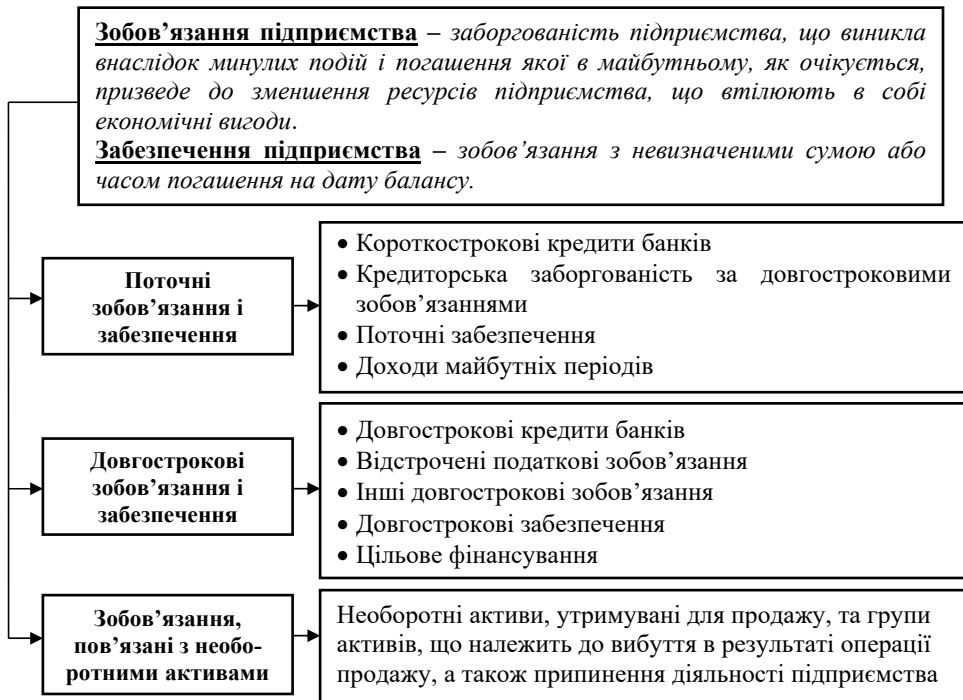 Зобов’язання підприємства – заборгованість підприємства, що виникла
внаслідок минулих подій і погашення якої в майбутньому, як очікується,
призведе до зменшення ресурсів підприємства, що втілюють в собі
економічні вигоди.
Забезпечення підприємства – зобов’язання з невизначеними сумою або
часом погашення на дату балансу.
Поточні
зобов’язання і
забезпечення
• Короткострокові кредити банків
• Кредиторська заборгованість за довгостроковими
зобов’язаннями
• Поточні забезпечення
• Доходи майбутніх періодів
Довгострокові
зобов’язання і
забезпечення
• Довгострокові кредити банків
• Відстрочені податкові зобов’язання
• Інші довгострокові зобов’язання
• Довгострокові забезпечення
• Цільове фінансування
Зобов’язання,
пов’язані з необо-
ротними активами
Необоротні активи, утримувані для продажу, та групи
активів, що належить до вибуття в результаті операції
продажу, а також припинення діяльності підприємства